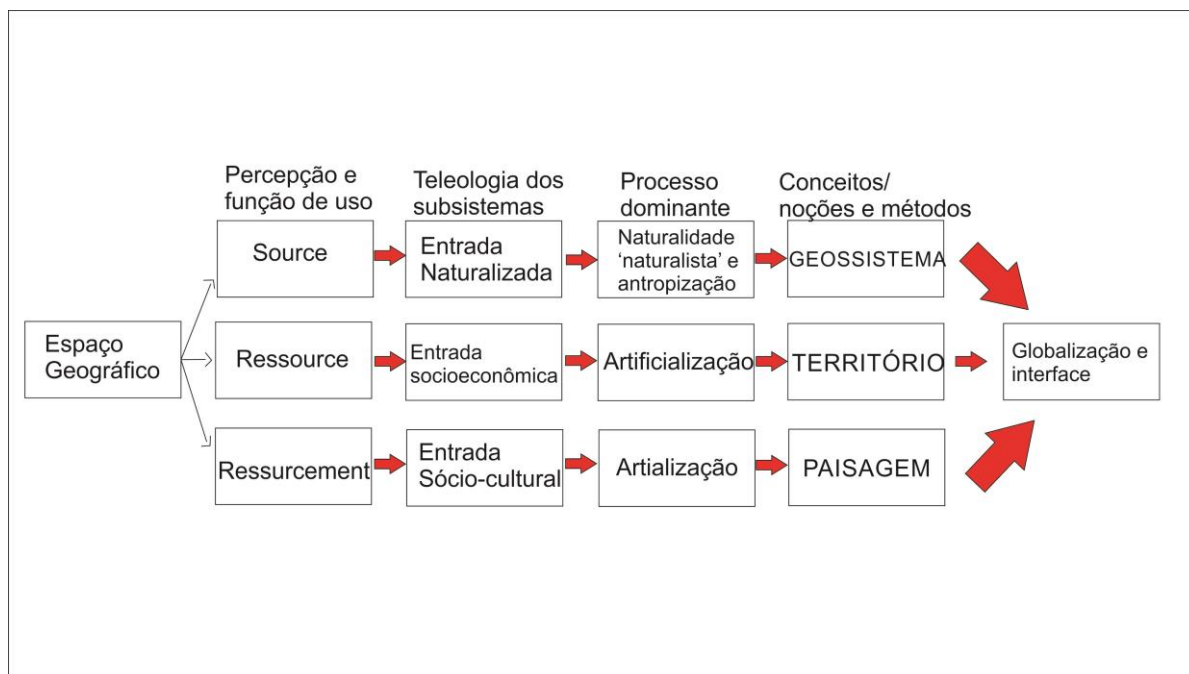 Percepção e
função de uso
Teleologia dos
subsistemas
Processo
dominante
Conceitos/
noções e métodos
Source
Entrada
Naturalizada
Naturalidade
‘naturalista’ e
antropização
GEOSSISTEMA
Espaço
Geográfico
Ressource
Entrada
socioeconômica
Artificialização
TERRITÓRIO
Globalização e
interface
Ressurcement
Entrada
Sócio-cultural
Artialização
PAISAGEM